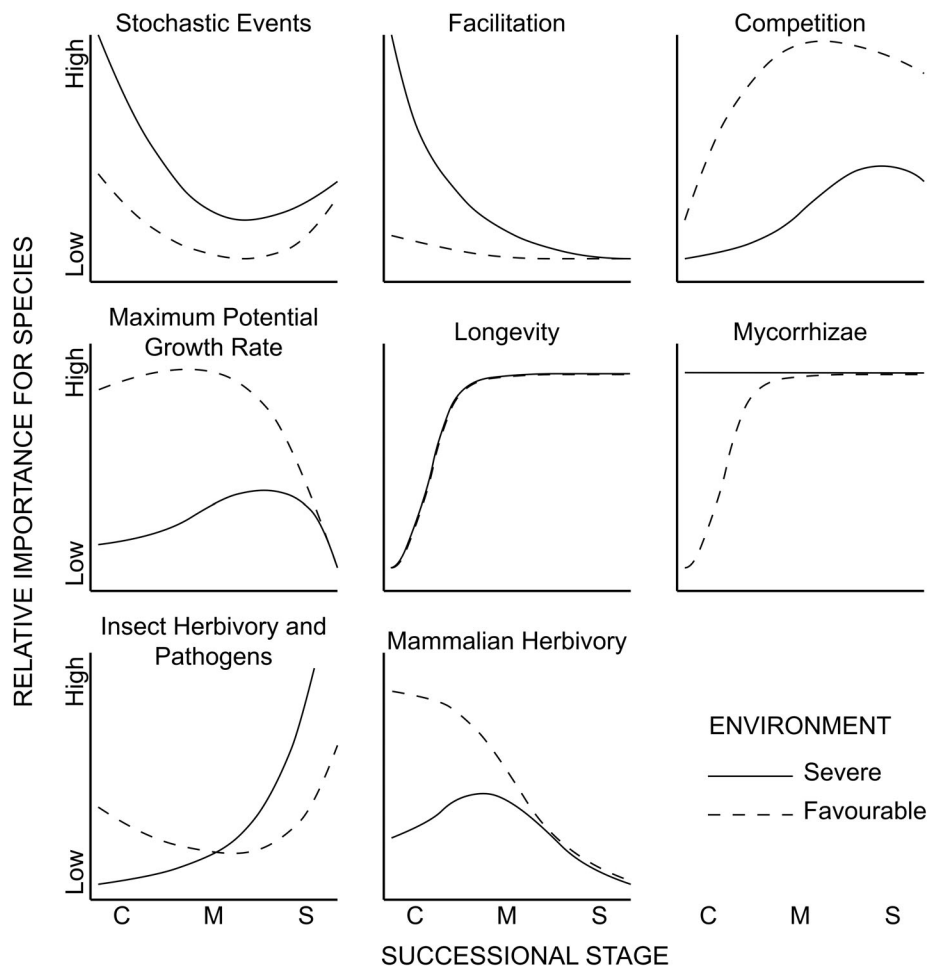 Stochastic Events
Facilitation
Competition
High
Low
Maximum Potential
Growth Rate
Longevity
Mycorrhizae
High
Low
RELATIVE IMPORTANCE FOR SPECIES
Insect Herbivory and
Pathogens
Mammalian Herbivory
High
Low
ENVIRONMENT
Severe
Favourable
C M S
C M S
C M S
SUCCESSIONAL STAGE